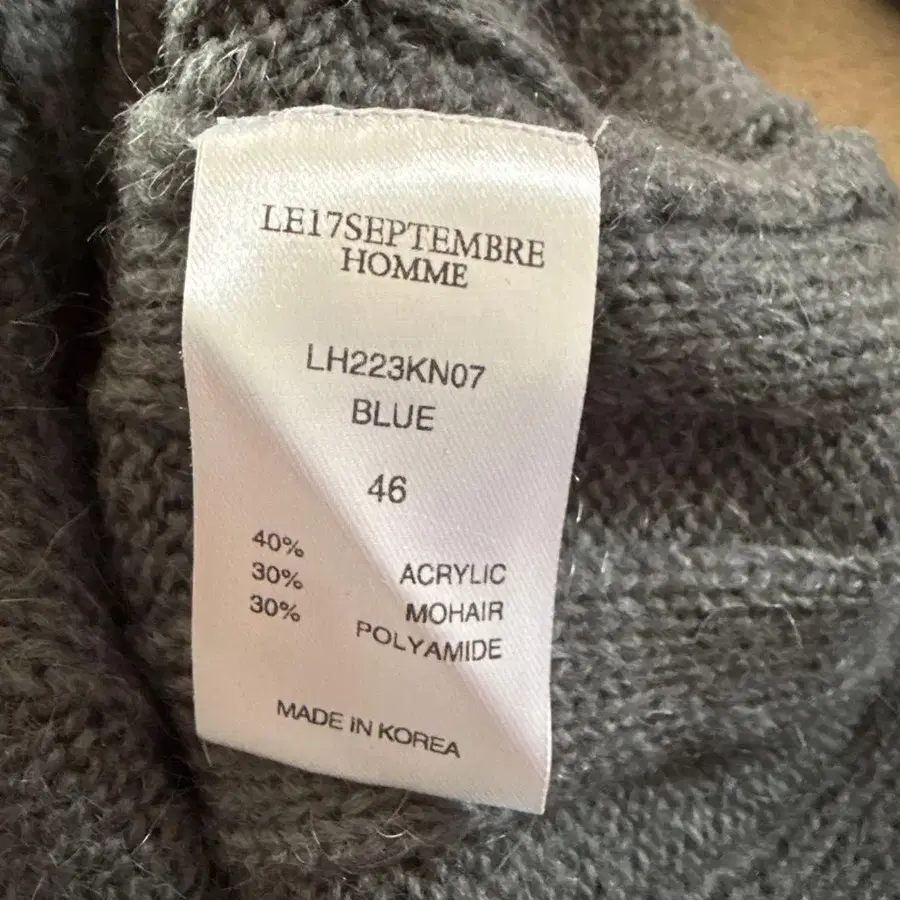 LE17SEPTEMBRE
HOMME
LH223KN07
BLUE
46
40% ACRYLIC
30% MOHAIR
30% POLYAMIDE
MADE IN KOREA